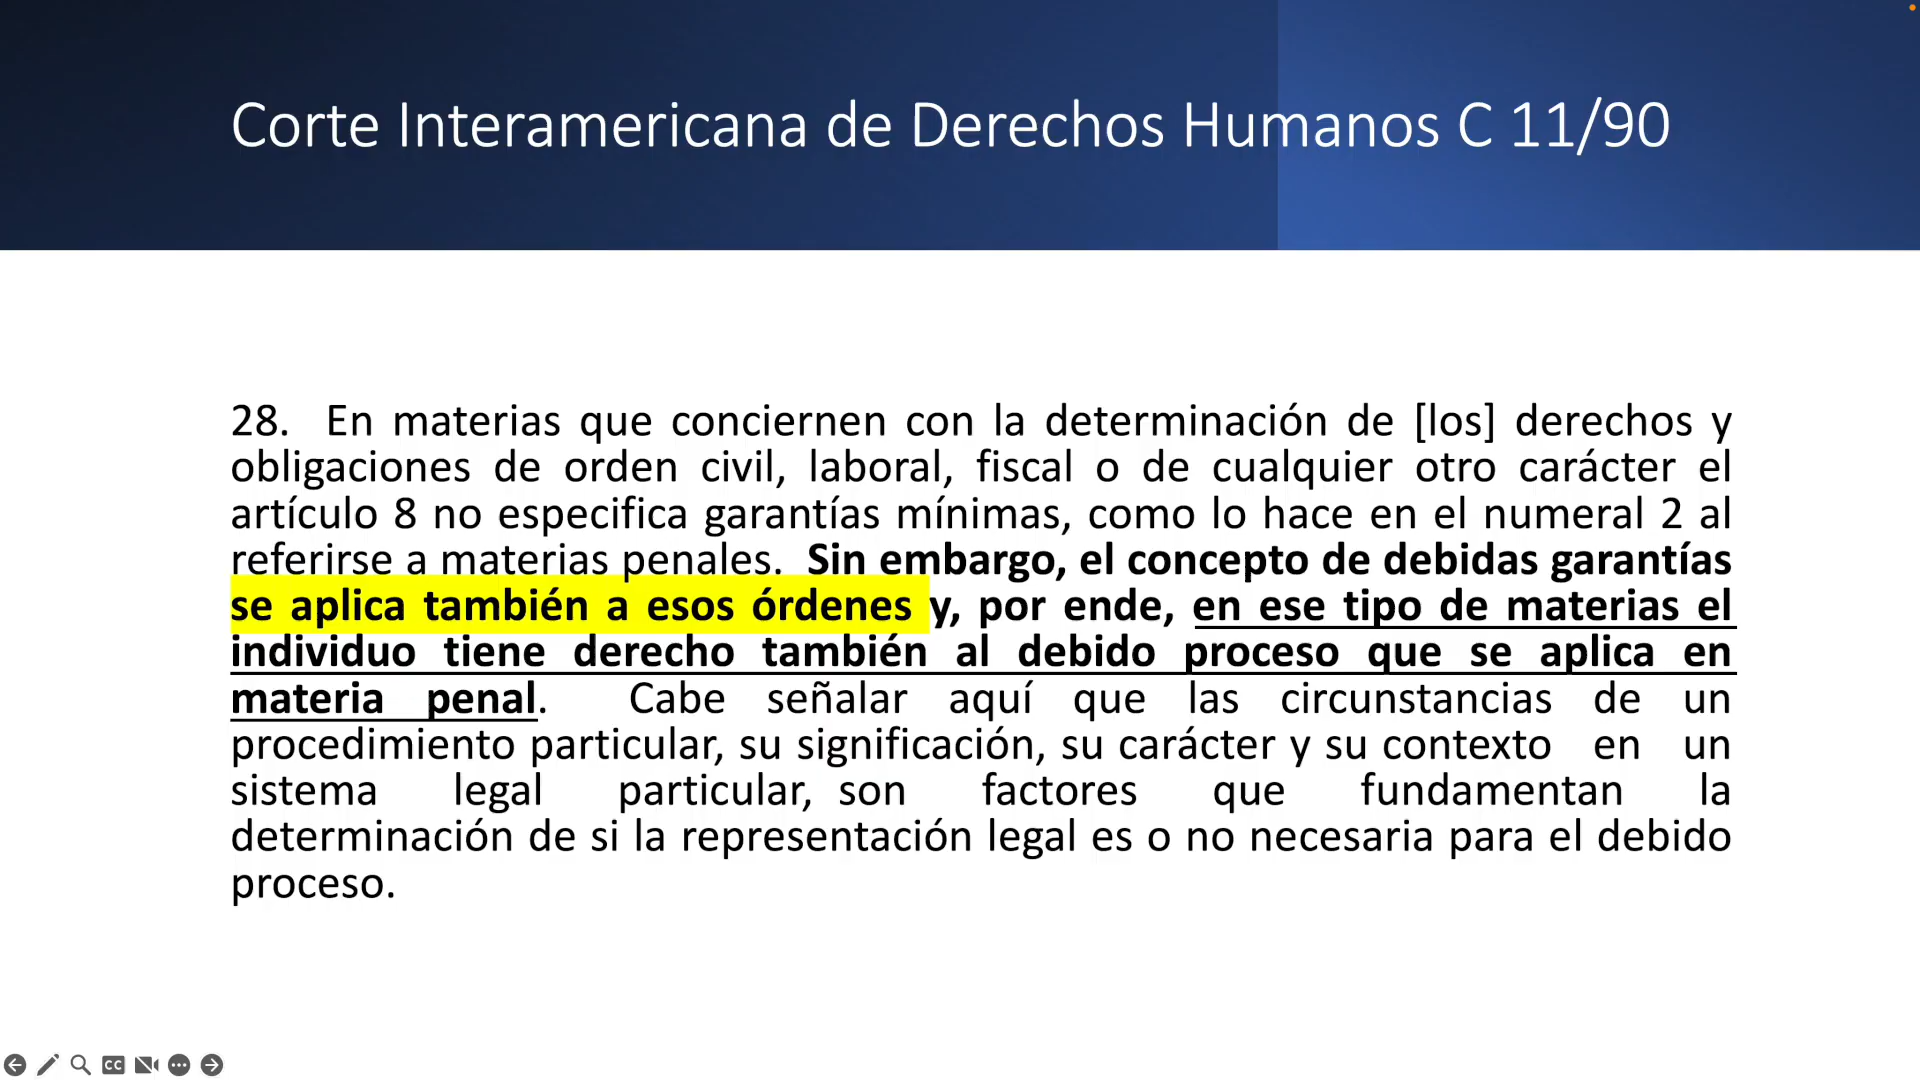 Corte Interamericana de Derechos Humanos C 11/90
28. En materias que conciernen con la determinación de [los] derechos y
obligaciones de orden civil, laboral, fiscal o de cualquier otro carácter el
artículo 8 no especifica garantías mínimas, como lo hace en el numeral 2 al
referirse a materias penales. Sin embargo, el concepto de debidas garantías
se aplica también a esos órdenes y, por ende, en ese tipo de materias el
individuo tiene derecho también al debido proceso que se aplica en
materia penal. Cabe señalar aquí que las circunstancias de un
procedimiento particular, su significación, su carácter y su contexto en un
sistema legal particular, son factores que fundamentan la
determinación de si la representación legal es o no necesaria para el debido
proceso.
CC